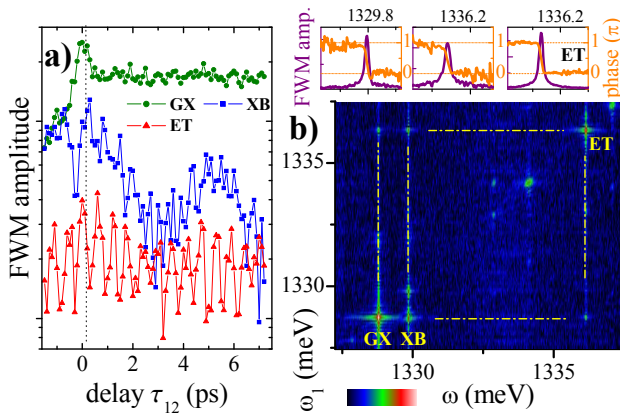 a)
GX
XB
ET
FWM amplitude
0
2
4
6
delay τ12 (ps)
1329.8
1336.2
1336.2
FWM amp.
1
0
1
0
1
0
ET
phase (π)
b)
ET
1335
1330
GX
XB
ω1 (meV)
1330
1335
ω (meV)